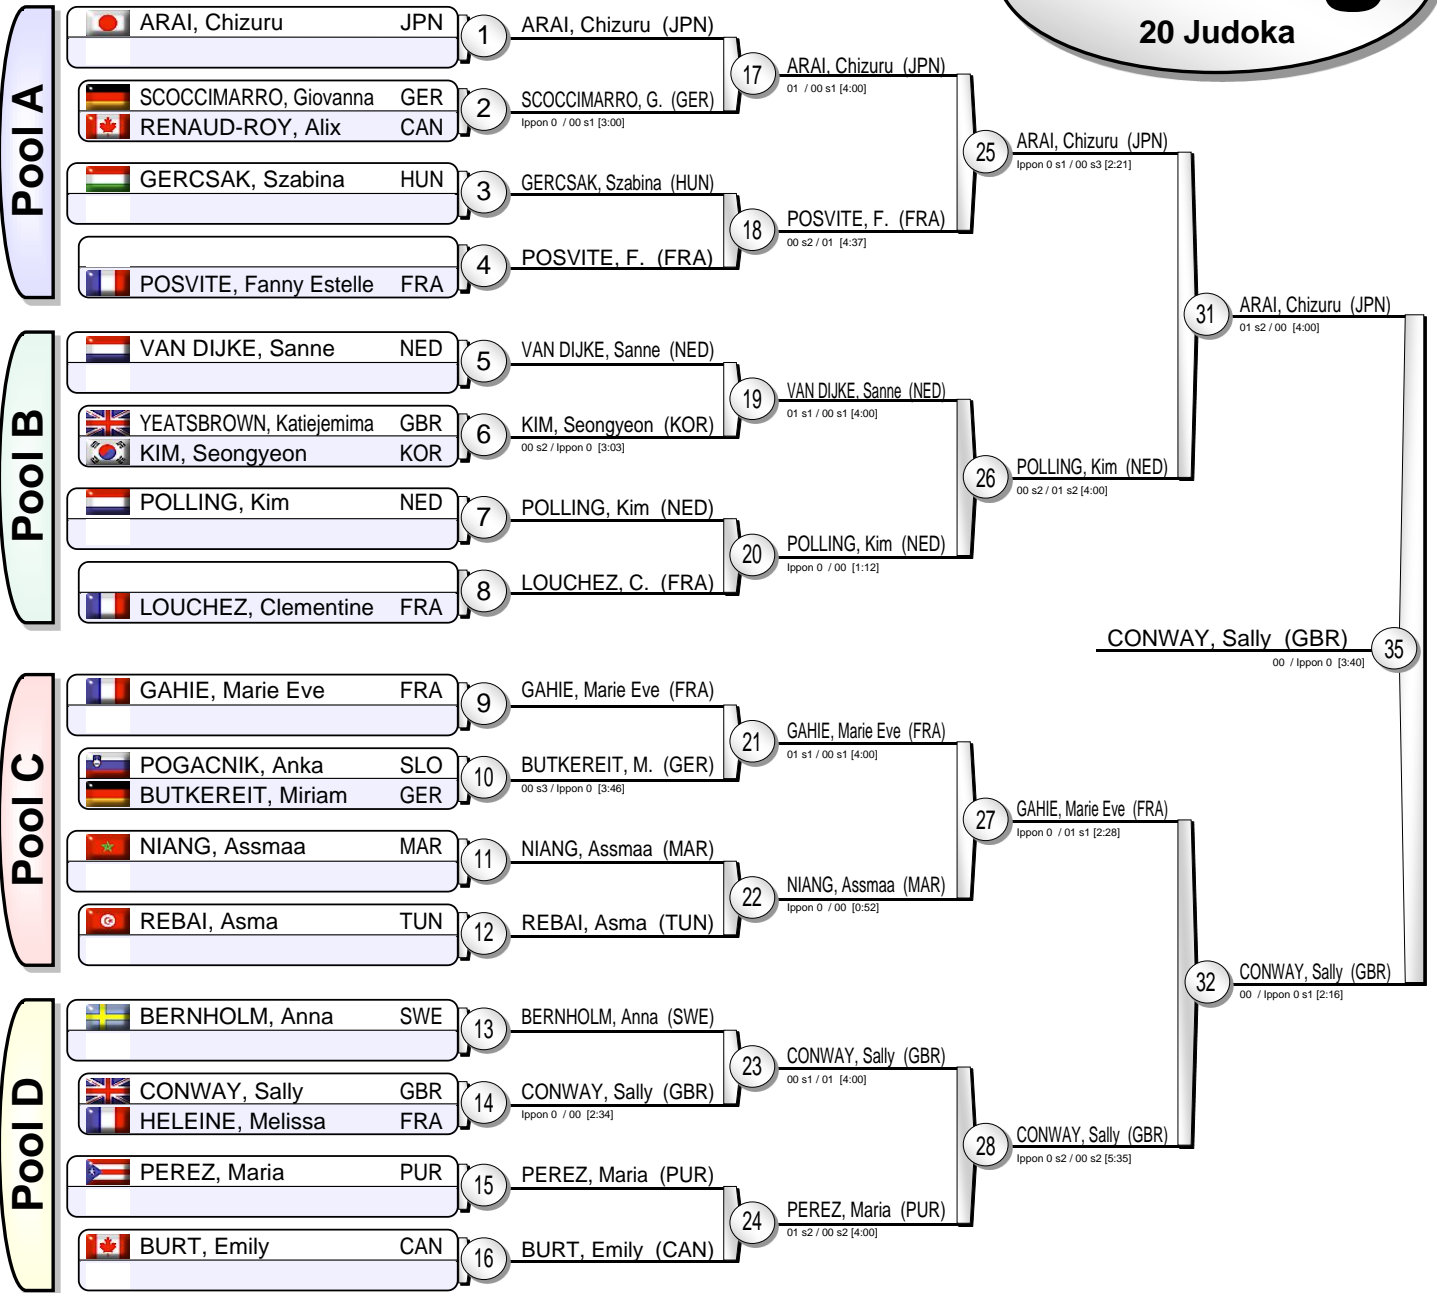 20 Judoka
Pool A
ARAI, Chizuru JPN
1
SCOCCIMARRO, Giovanna GER
RENAUD-ROY, Alix CAN
2
GERCSAK, Szabina HUN
3
POSVITE, Fanny Estelle FRA
4
Pool B
VAN DIJKE, Sanne NED
5
YEATSBROWN, Katiejemima GBR
KIM, Seongyeon KOR
6
POLLING, Kim NED
7
LOUCHEZ, Clementine FRA
8
Pool C
GAHIE, Marie Eve FRA
9
POGACNIK, Anka SLO
BUTKEREIT, Miriam GER
10
NIANG, Assmaa MAR
11
REBAI, Asma TUN
12
Pool D
BERNHOLM, Anna SWE
13
CONWAY, Sally GBR
HELEINE, Melissa FRA
14
PEREZ, Maria PUR
15
BURT, Emily CAN
16
ARAI, Chizuru (JPN)
17
SCOCCIMARRO, G. (GER)
Ippon 0 / 00 s1 [3:00]
GERCSAK, Szabina (HUN)
18
POSVITE, F. (FRA)
VAN DIJKE, Sanne (NED)
19
KIM, Seongyeon (KOR)
00 s2 / Ippon 0 [3:03]
POLLING, Kim (NED)
20
LOUCHEZ, C. (FRA)
GAHIE, Marie Eve (FRA)
21
BUTKEREIT, M. (GER)
00 s3 / Ippon 0 [3:46]
NIANG, Assmaa (MAR)
22
REBAI, Asma (TUN)
BERNHOLM, Anna (SWE)
23
CONWAY, Sally (GBR)
Ippon 0 / 00 [2:34]
PEREZ, Maria (PUR)
24
BURT, Emily (CAN)
ARAI, Chizuru (JPN)
01 / 00 s1 [4:00]
25
POSVITE, F. (FRA)
00 s2 / 01 [4:37]
VAN DIJKE, Sanne (NED)
01 s1 / 00 s1 [4:00]
26
POLLING, Kim (NED)
Ippon 0 / 00 [1:12]
GAHIE, Marie Eve (FRA)
01 s1 / 00 s1 [4:00]
27
NIANG, Assmaa (MAR)
Ippon 0 / 00 [0:52]
CONWAY, Sally (GBR)
00 s1 / 01 [4:00]
28
PEREZ, Maria (PUR)
01 s2 / 00 s2 [4:00]
ARAI, Chizuru (JPN)
Ippon 0 s1 / 00 s3 [2:21]
31
POLLING, Kim (NED)
00 s2 / 01 s2 [4:00]
GAHIE, Marie Eve (FRA)
Ippon 0 / 01 s1 [2:28]
32
CONWAY, Sally (GBR)
Ippon 0 s2 / 00 s2 [5:35]
ARAI, Chizuru (JPN)
01 s2 / 00 [4:00]
CONWAY, Sally (GBR)
35
00 / Ippon 0 [3:40]
CONWAY, Sally (GBR)
00 / Ippon 0 s1 [2:16]